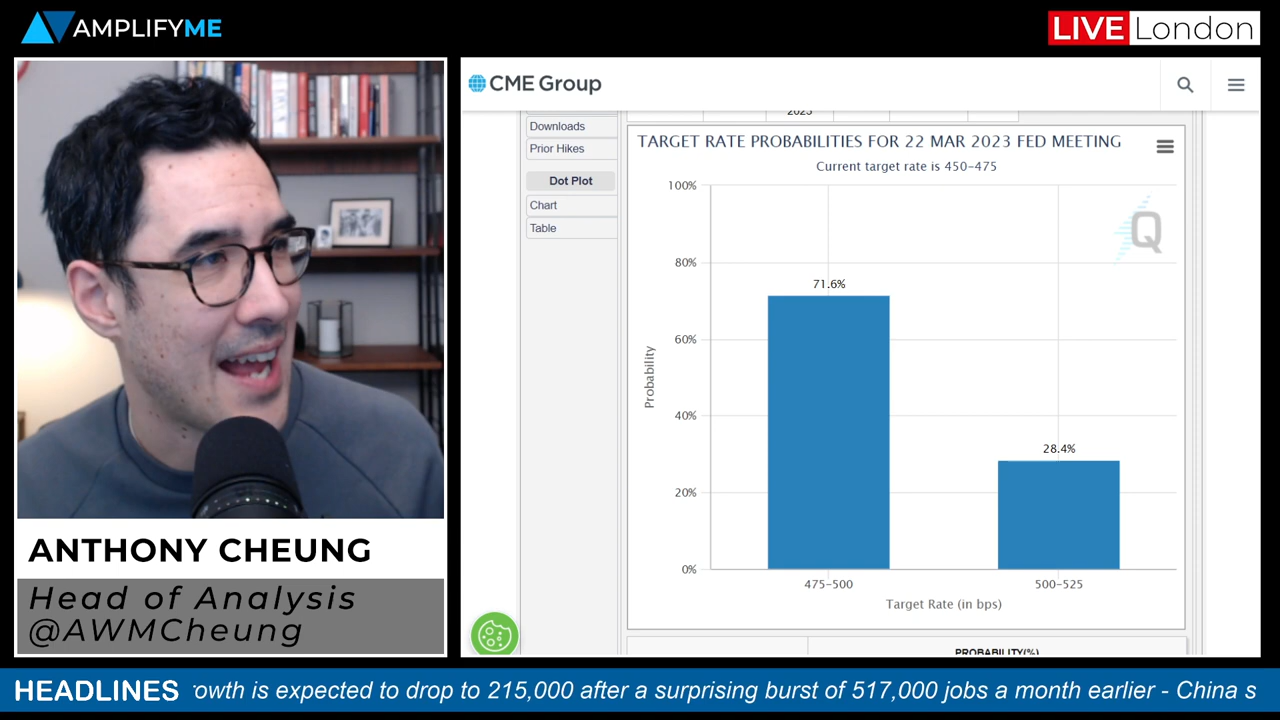 AMPLIFYME
LIVE London
CME Group
2023
Downloads
Prior Hikes
Dot Plot
Chart
Table
TARGET RATE PROBABILITIES FOR 22 MAR 2023 FED MEETING
Current target rate is 450-475
100%
80%
60%
40%
20%
0%
Probability
Q
71.6%
28.4%
475-500
500-525
Target Rate (in bps)
PROBABILITY(%)
ANTHONY CHEUNG
Head of Analysis
@AWMCheung
HEADLINES
owth is expected to drop to 215,000 after a surprising burst of 517,000 jobs a month earlier - China s